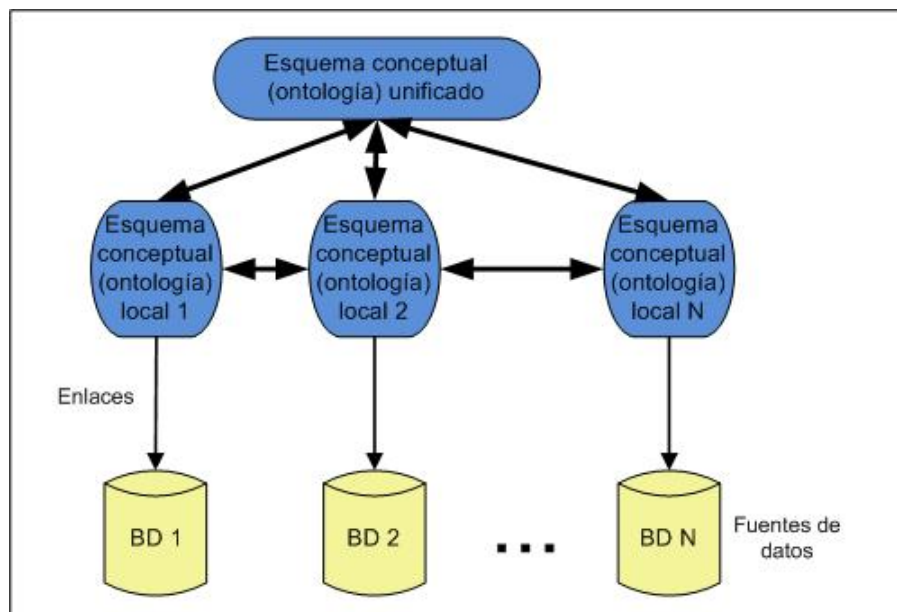 Esquema conceptual
(ontología) unificado
Esquema
conceptual
(ontología)
local 1
Esquema
conceptual
(ontología)
local 2
Esquema
conceptual
(ontología)
local N
Enlaces
BD 1
BD 2
...
BD N
Fuentes de
datos